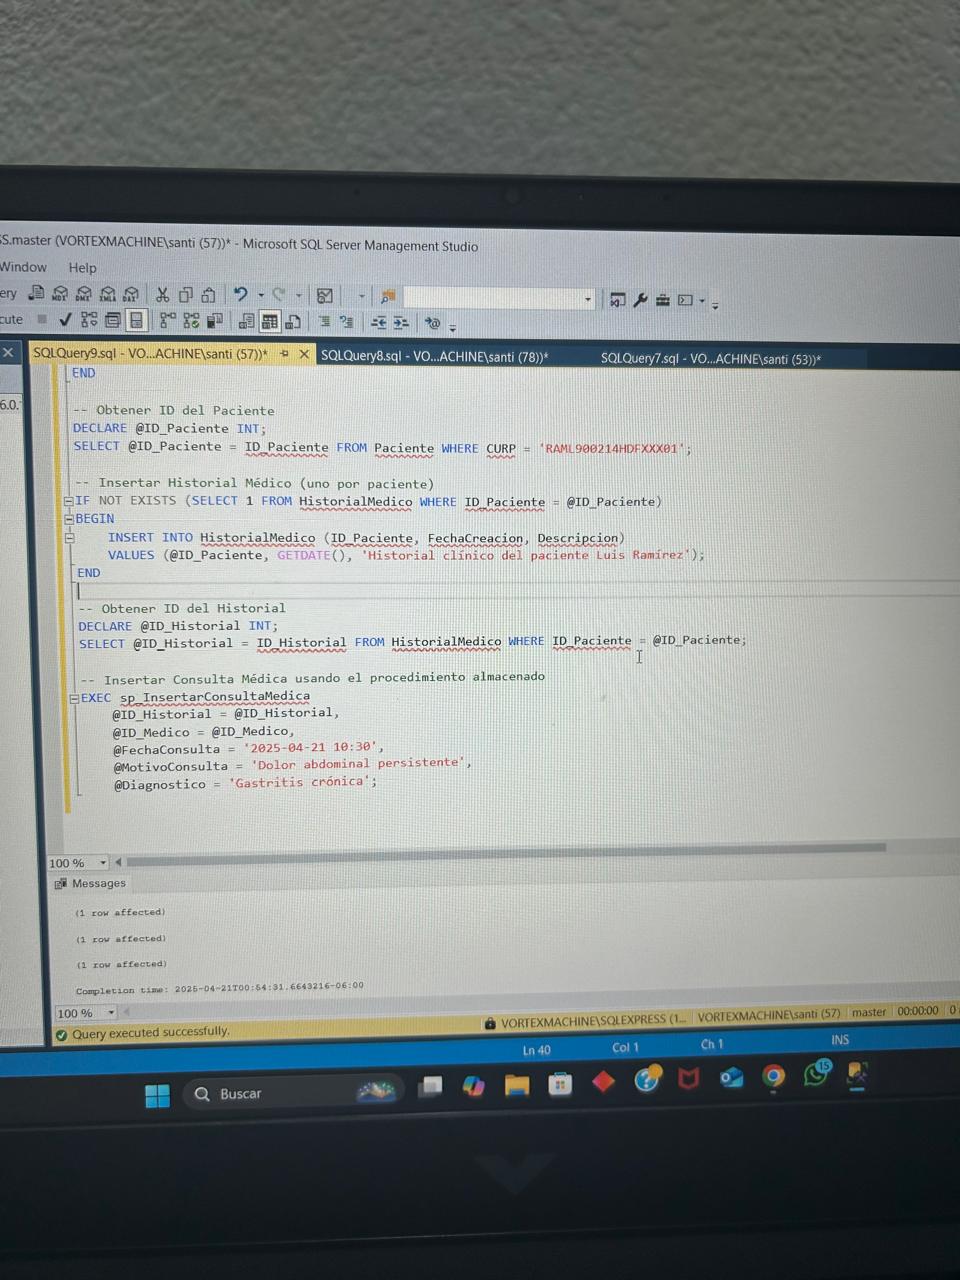 SS.master (VORTEXMACHINE\santi (57))* - Microsoft SQL Server Management Studio
Window Help
ery
cute
SQLQuery9.sql - VO...ACHINE\santi (57))* SQLQuery8.sql - VO...ACHINE\santi (78))* SQLQuery7.sql - VO...ACHINE\santi (53))*
6.0.
END
-- Obtener ID del Paciente
DECLARE @ID_Paciente INT;
SELECT @ID_Paciente = ID_Paciente FROM Paciente WHERE CURP = 'RAML900214HDFXXX01';
-- Insertar Historial Médico (uno por paciente)
IF NOT EXISTS (SELECT 1 FROM HistorialMedico WHERE ID_Paciente = @ID_Paciente)
BEGIN
INSERT INTO HistorialMedico (ID_Paciente, FechaCreacion, Descripcion)
VALUES (@ID_Paciente, GETDATE(), 'Historial clínico del paciente Luis Ramírez');
END
-- Obtener ID del Historial
DECLARE @ID_Historial INT;
SELECT @ID_Historial = ID_Historial FROM HistorialMedico WHERE ID_Paciente = @ID_Paciente;
-- Insertar Consulta Médica usando el procedimiento almacenado
EXEC sp_InsertarConsultaMedica
@ID_Historial = @ID_Historial,
@ID_Medico = @ID_Medico,
@FechaConsulta = '2025-04-21 10:30',
@MotivoConsulta = 'Dolor abdominal persistente',
@Diagnostico = 'Gastritis crónica';
100 %
Messages
(1 row affected)
(1 row affected)
(1 row affected)
Completion time: 2025-04-21T00:54:31.6643216-06:00
100 %
Query executed successfully. VORTEXMACHINE\SQLEXPRESS (1... VORTEXMACHINE\santi (57) master 00:00:00 0
Ln 40 Col 1 Ch 1 INS
Buscar
15